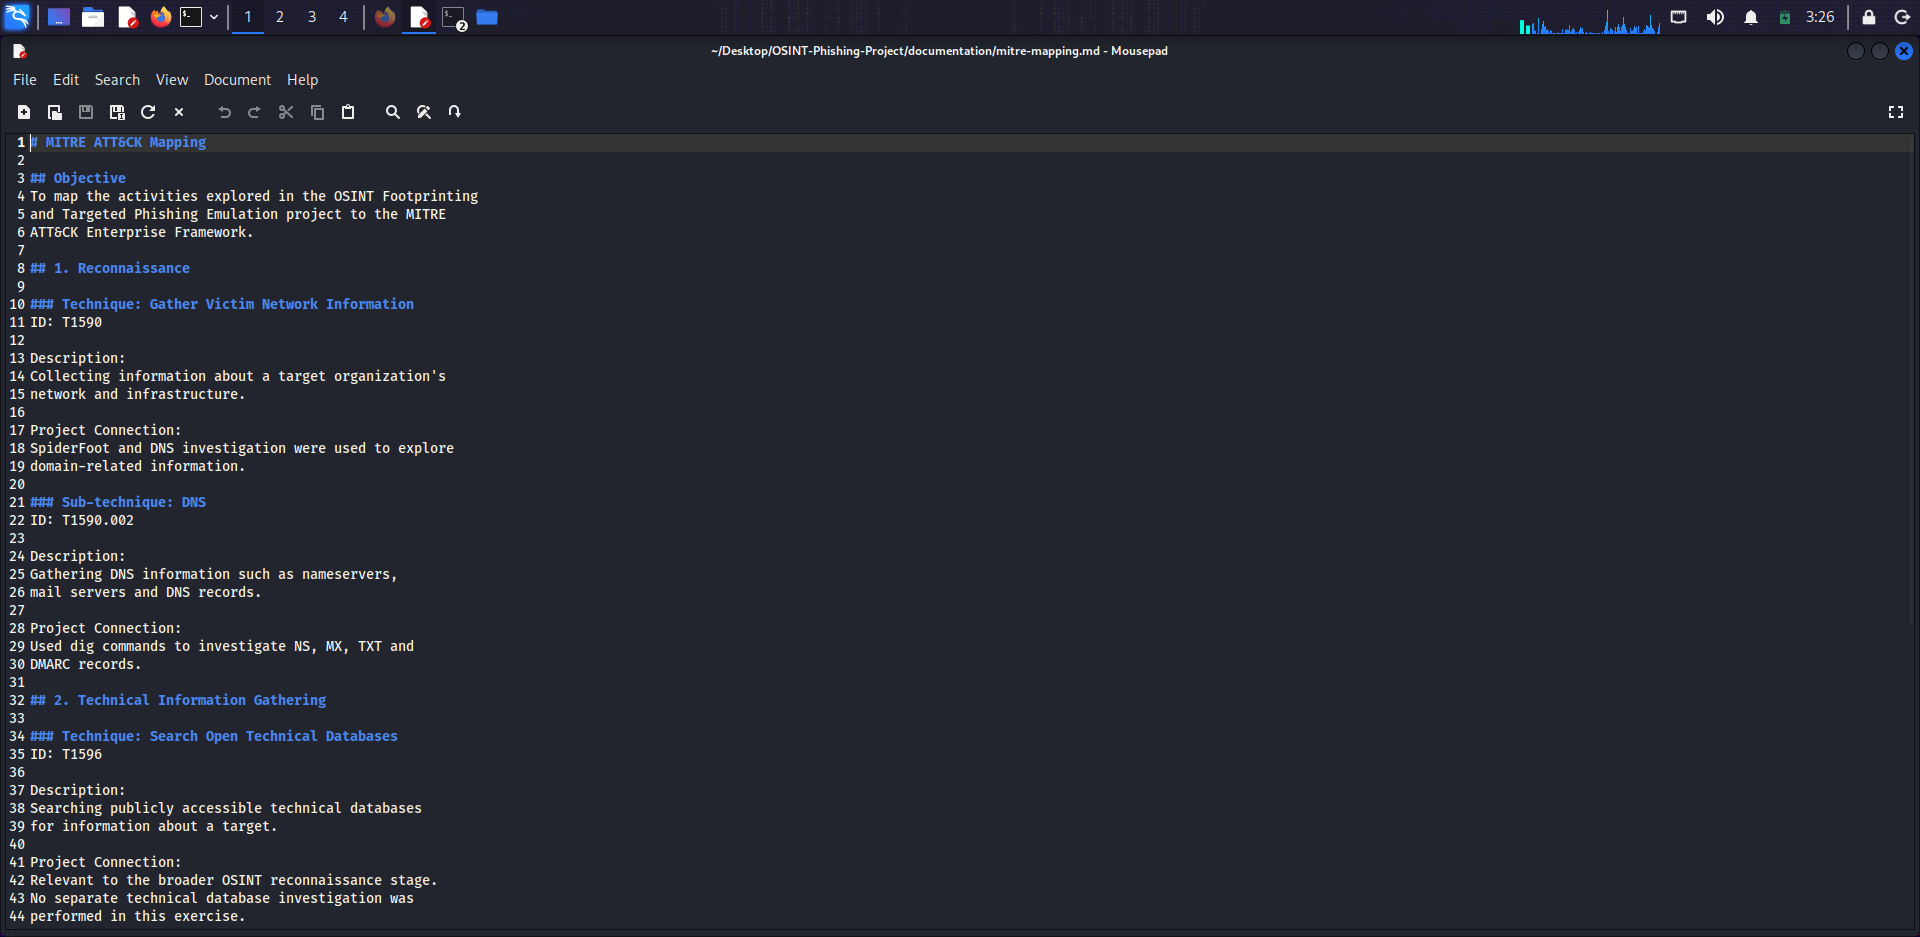 1 2 3 4 2 3:26
~/Desktop/OSINT-Phishing-Project/documentation/mitre-mapping.md - Mousepad
File Edit Search View Document Help
1 # MITRE ATT&CK Mapping
2
3 ## Objective
4 To map the activities explored in the OSINT Footprinting
5 and Targeted Phishing Emulation project to the MITRE
6 ATT&CK Enterprise Framework.
7
8 ## 1. Reconnaissance
9
10 ### Technique: Gather Victim Network Information
11 ID: T1590
12
13 Description:
14 Collecting information about a target organization's
15 network and infrastructure.
16
17 Project Connection:
18 SpiderFoot and DNS investigation were used to explore
19 domain-related information.
20
21 ### Sub-technique: DNS
22 ID: T1590.002
23
24 Description:
25 Gathering DNS information such as nameservers,
26 mail servers and DNS records.
27
28 Project Connection:
29 Used dig commands to investigate NS, MX, TXT and
30 DMARC records.
31
32 ## 2. Technical Information Gathering
33
34 ### Technique: Search Open Technical Databases
35 ID: T1596
36
37 Description:
38 Searching publicly accessible technical databases
39 for information about a target.
40
41 Project Connection:
42 Relevant to the broader OSINT reconnaissance stage.
43 No separate technical database investigation was
44 performed in this exercise.